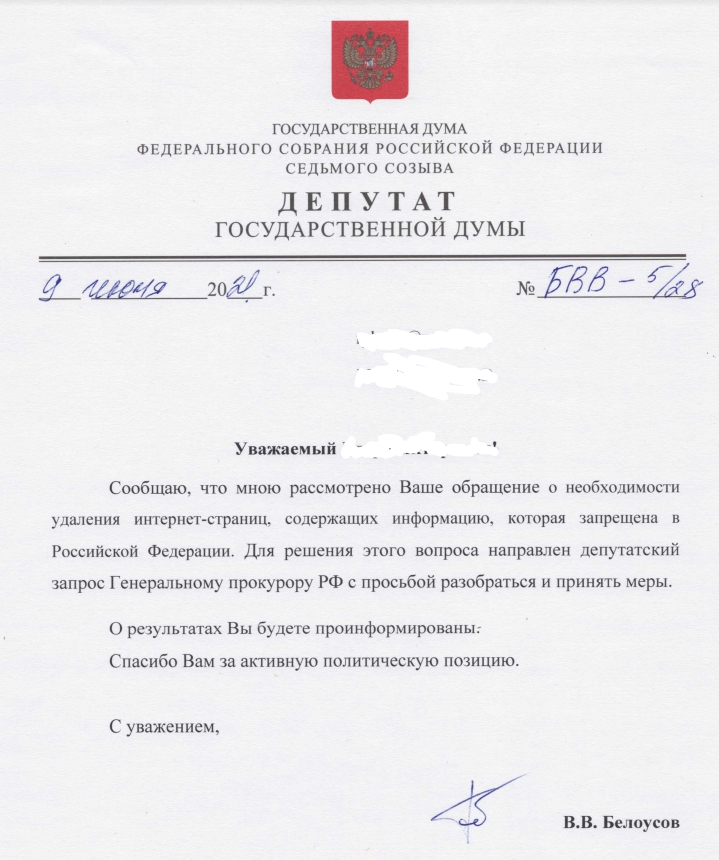 ГОСУДАРСТВЕННАЯ ДУМА
ФЕДЕРАЛЬНОГО СОБРАНИЯ РОССИЙСКОЙ ФЕДЕРАЦИИ
СЕДЬМОГО СОЗЫВА
ДЕПУТАТ
ГОСУДАРСТВЕННОЙ ДУМЫ
9 июня 2021 г. № БВВ – 5/28
Уважаемый !
Сообщаю, что мною рассмотрено Ваше обращение о необходимости
удаления интернет-страниц, содержащих информацию, которая запрещена в
Российской Федерации. Для решения этого вопроса направлен депутатский
запрос Генеральному прокурору РФ с просьбой разобраться и принять меры.
О результатах Вы будете проинформированы.
Спасибо Вам за активную политическую позицию.
С уважением,
В.В. Белоусов